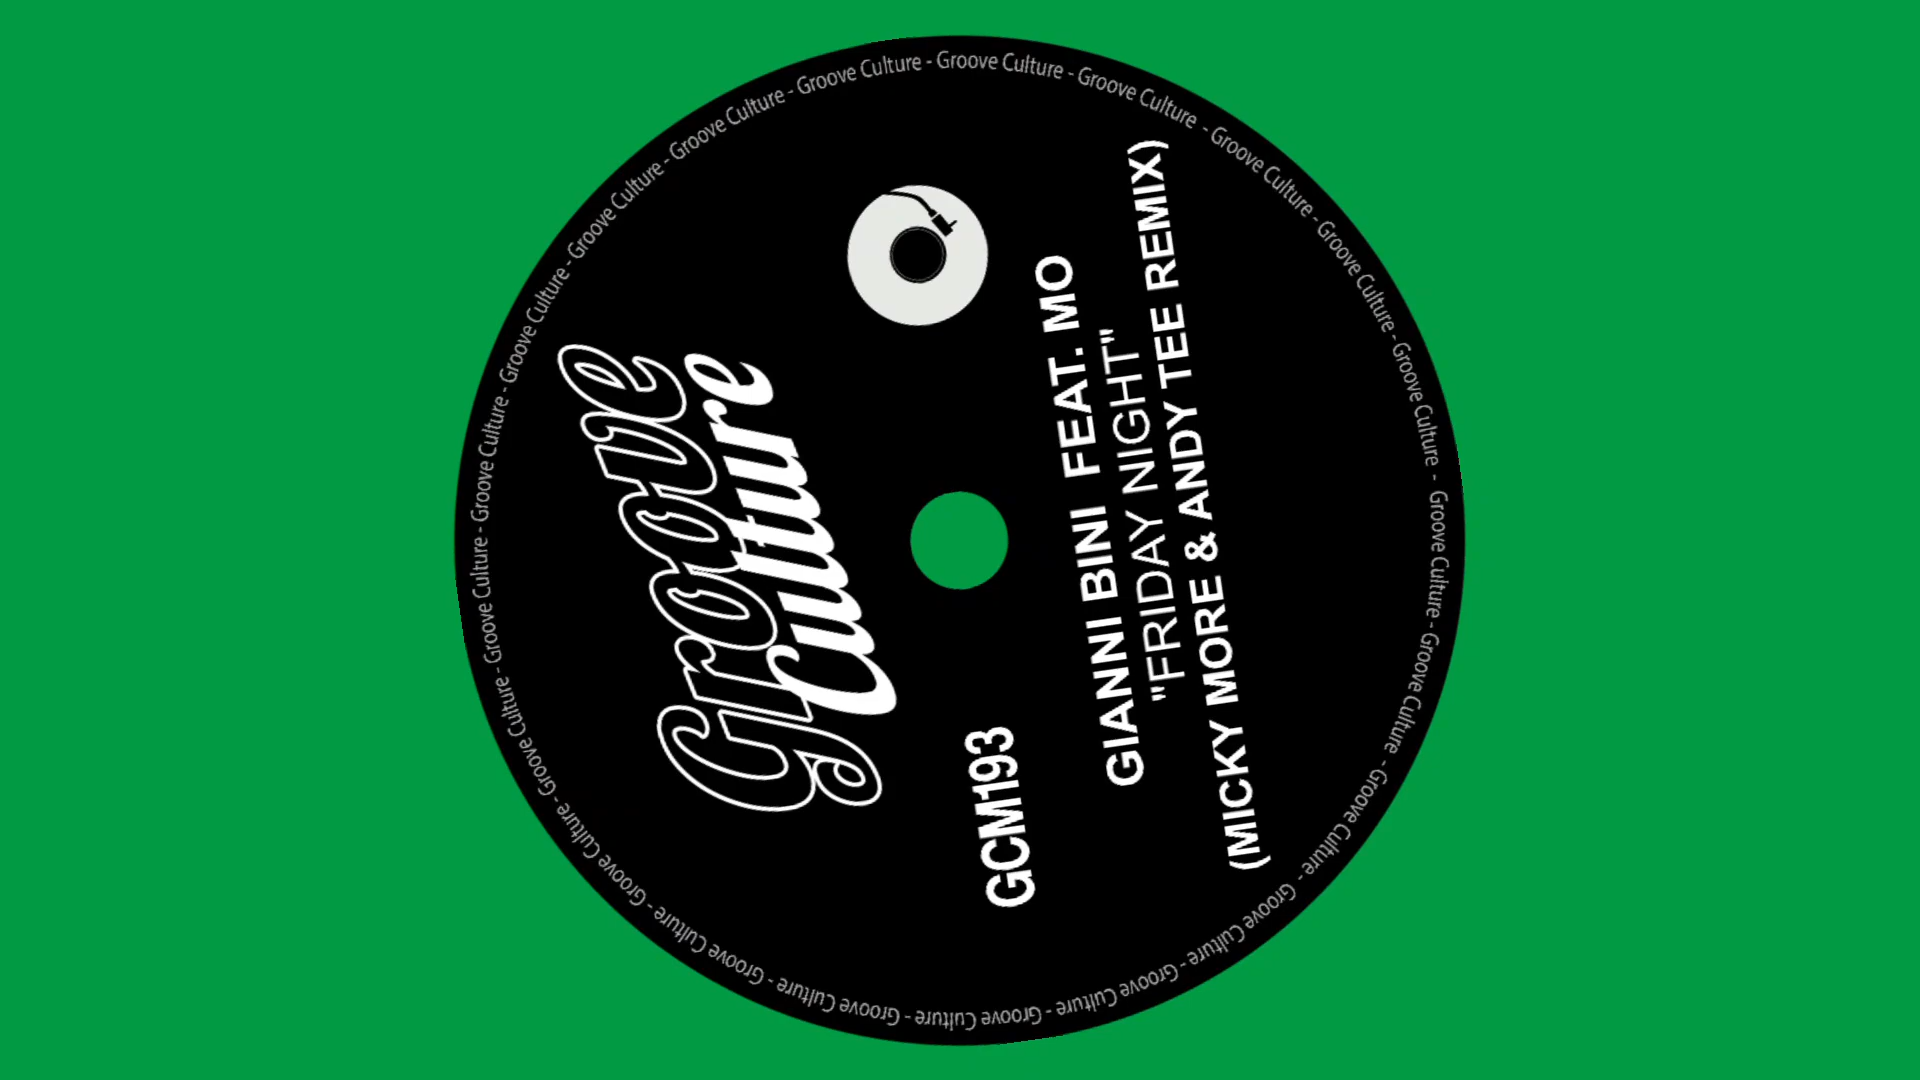 Groove
Culture
GCM193
GIANNI BINI FEAT. MO
"FRIDAY NIGHT"
(MICKY MORE & ANDY TEE REMIX)
Groove Culture - Groove Culture - Groove Culture - Groove Culture - Groove Culture - Groove Culture - Groove Culture - Groove Culture - Groove Culture - Groove Culture - Groove Culture - Groove Culture - Groove Culture - Groove Culture - Groove Culture - Groove Culture - Groove Culture - Groove Culture - Groove Culture - Groove Culture - Groove Culture -